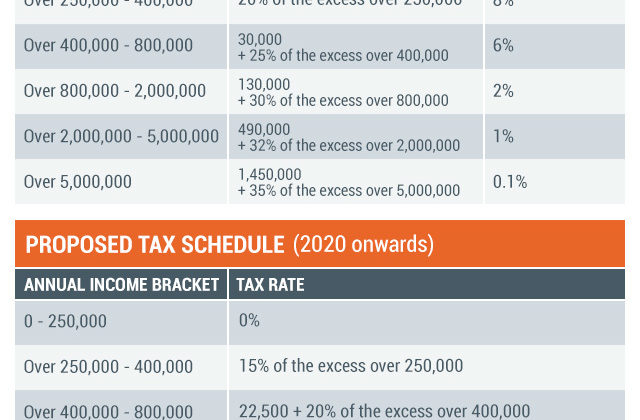 Over 250,000 - 400,000 20% of the excess over 250,000 8%
Over 400,000 - 800,000 30,000
+ 25% of the excess over 400,000 6%
Over 800,000 - 2,000,000 130,000
+ 30% of the excess over 800,000 2%
Over 2,000,000 - 5,000,000 490,000
+ 32% of the excess over 2,000,000 1%
Over 5,000,000 1,450,000
+ 35% of the excess over 5,000,000 0.1%
PROPOSED TAX SCHEDULE (2020 onwards)
ANNUAL INCOME BRACKET TAX RATE
0 - 250,000 0%
Over 250,000 - 400,000 15% of the excess over 250,000
Over 400,000 - 800,000 22,500 + 20% of the excess over 400,000